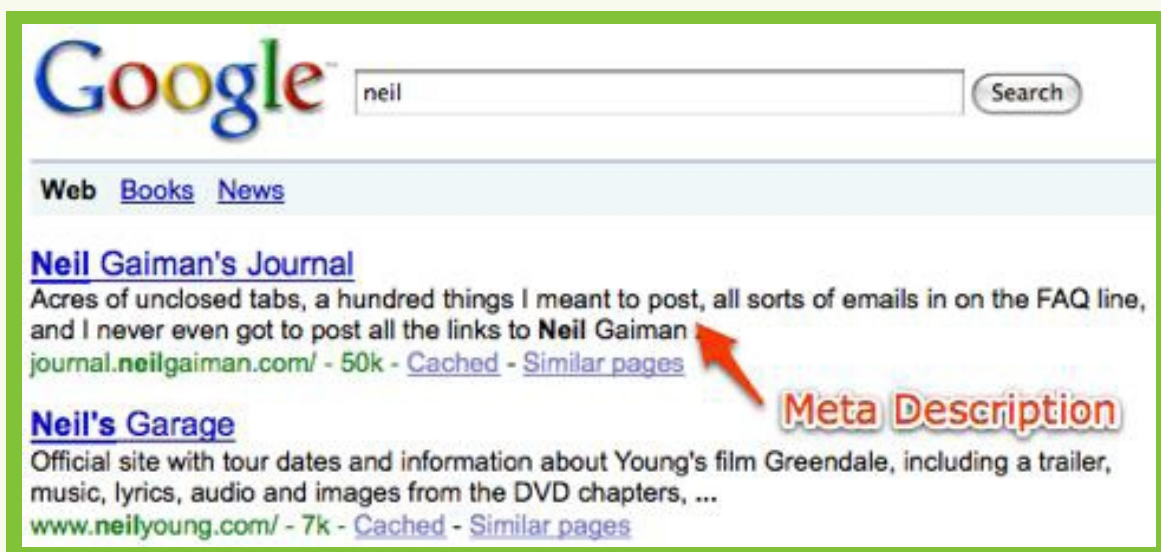 Google
neil
Search
Web Books News
Neil Gaiman's Journal
Acres of unclosed tabs, a hundred things I meant to post, all sorts of emails in on the FAQ line,
and I never even got to post all the links to Neil Gaiman
journal.neilgaiman.com/ - 50k - Cached - Similar pages
Meta Description
Neil's Garage
Official site with tour dates and information about Young's film Greendale, including a trailer,
music, lyrics, audio and images from the DVD chapters, ...
www.neilyoung.com/ - 7k - Cached - Similar pages